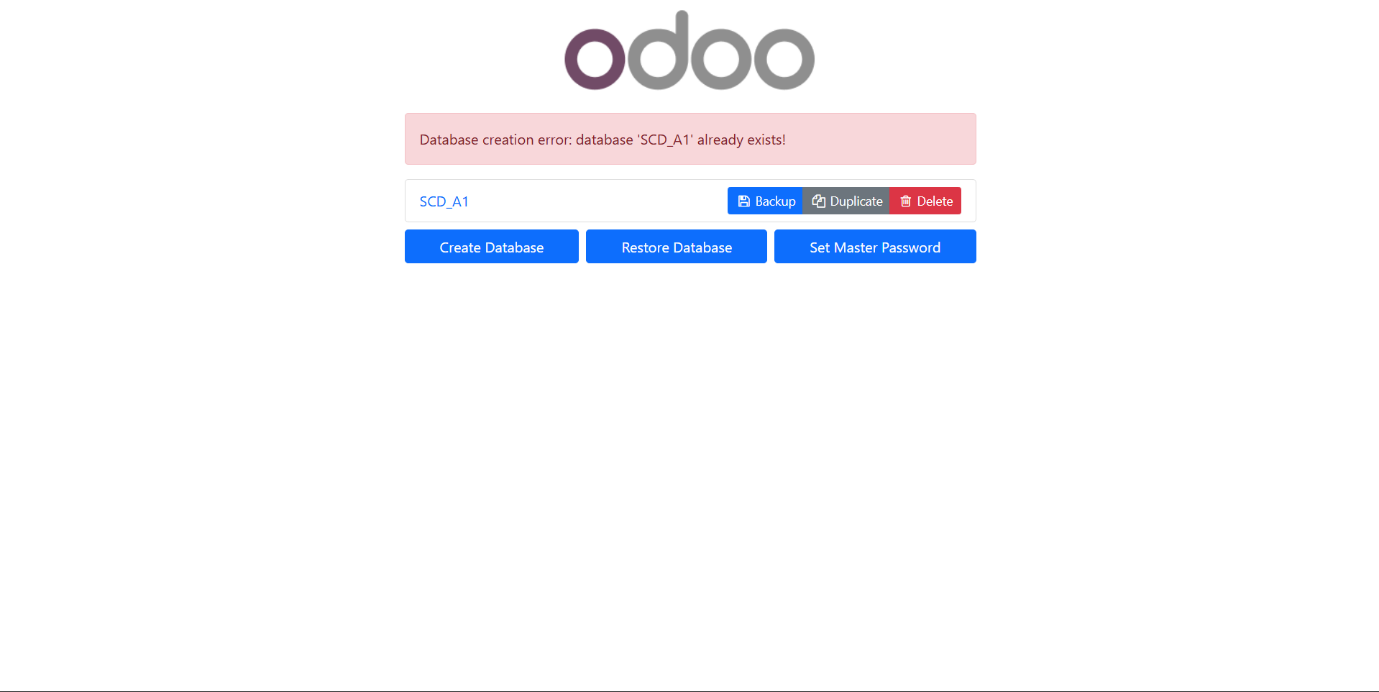 odoo
Database creation error: database 'SCD_A1' already exists!
SCD_A1 Backup Duplicate Delete
Create Database Restore Database Set Master Password